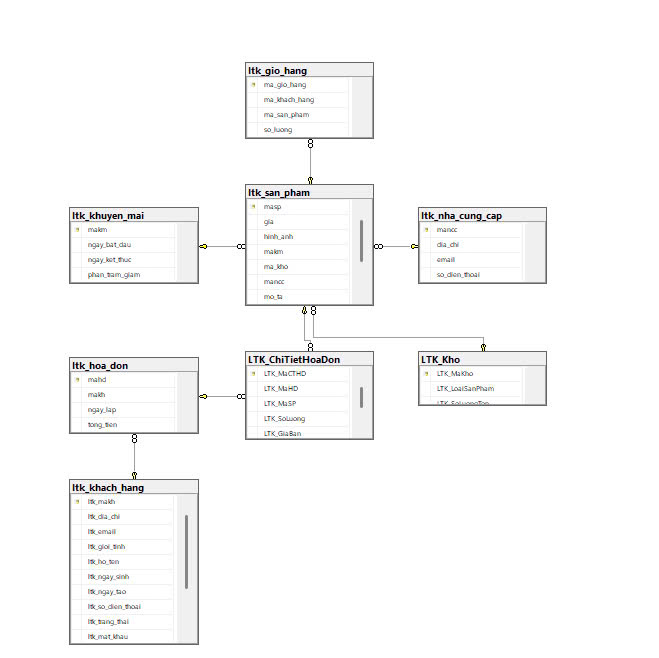 ltk_gio_hang
ma_gio_hang
ma_khach_hang
ma_san_pham
so_luong
ltk_san_pham
masp
gia
hinh_anh
makm
ma_kho
mancc
mo_ta
ltk_khuyen_mai
makm
ngay_bat_dau
ngay_ket_thuc
phan_tram_giam
ltk_nha_cung_cap
mancc
dia_chi
email
so_dien_thoai
ltk_hoa_don
mahd
makh
ngay_lap
tong_tien
LTK_ChiTietHoaDon
LTK_MaCTHD
LTK_MaHD
LTK_MaSP
LTK_SoLuong
LTK_GiaBan
LTK_Kho
LTK_MaKho
LTK_LoaiSanPham
LTK_SoLuongTon
ltk_khach_hang
ltk_makh
ltk_dia_chi
ltk_email
ltk_gioi_tinh
ltk_ho_ten
ltk_ngay_sinh
ltk_ngay_tao
ltk_so_dien_thoai
ltk_trang_thai
ltk_mat_khau